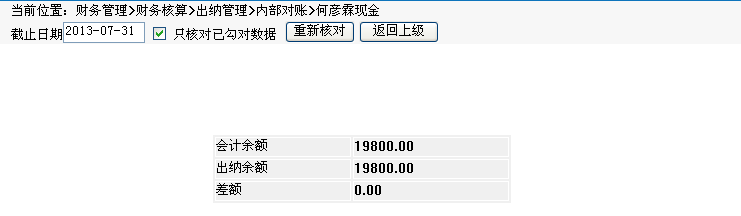 当前位置：财务管理>财务核算>出纳管理>内部对账>何彦霖现金
截止日期 2013-07-31 只核对已勾对数据 重新核对 返回上级
会计余额 19800.00
出纳余额 19800.00
差额 0.00